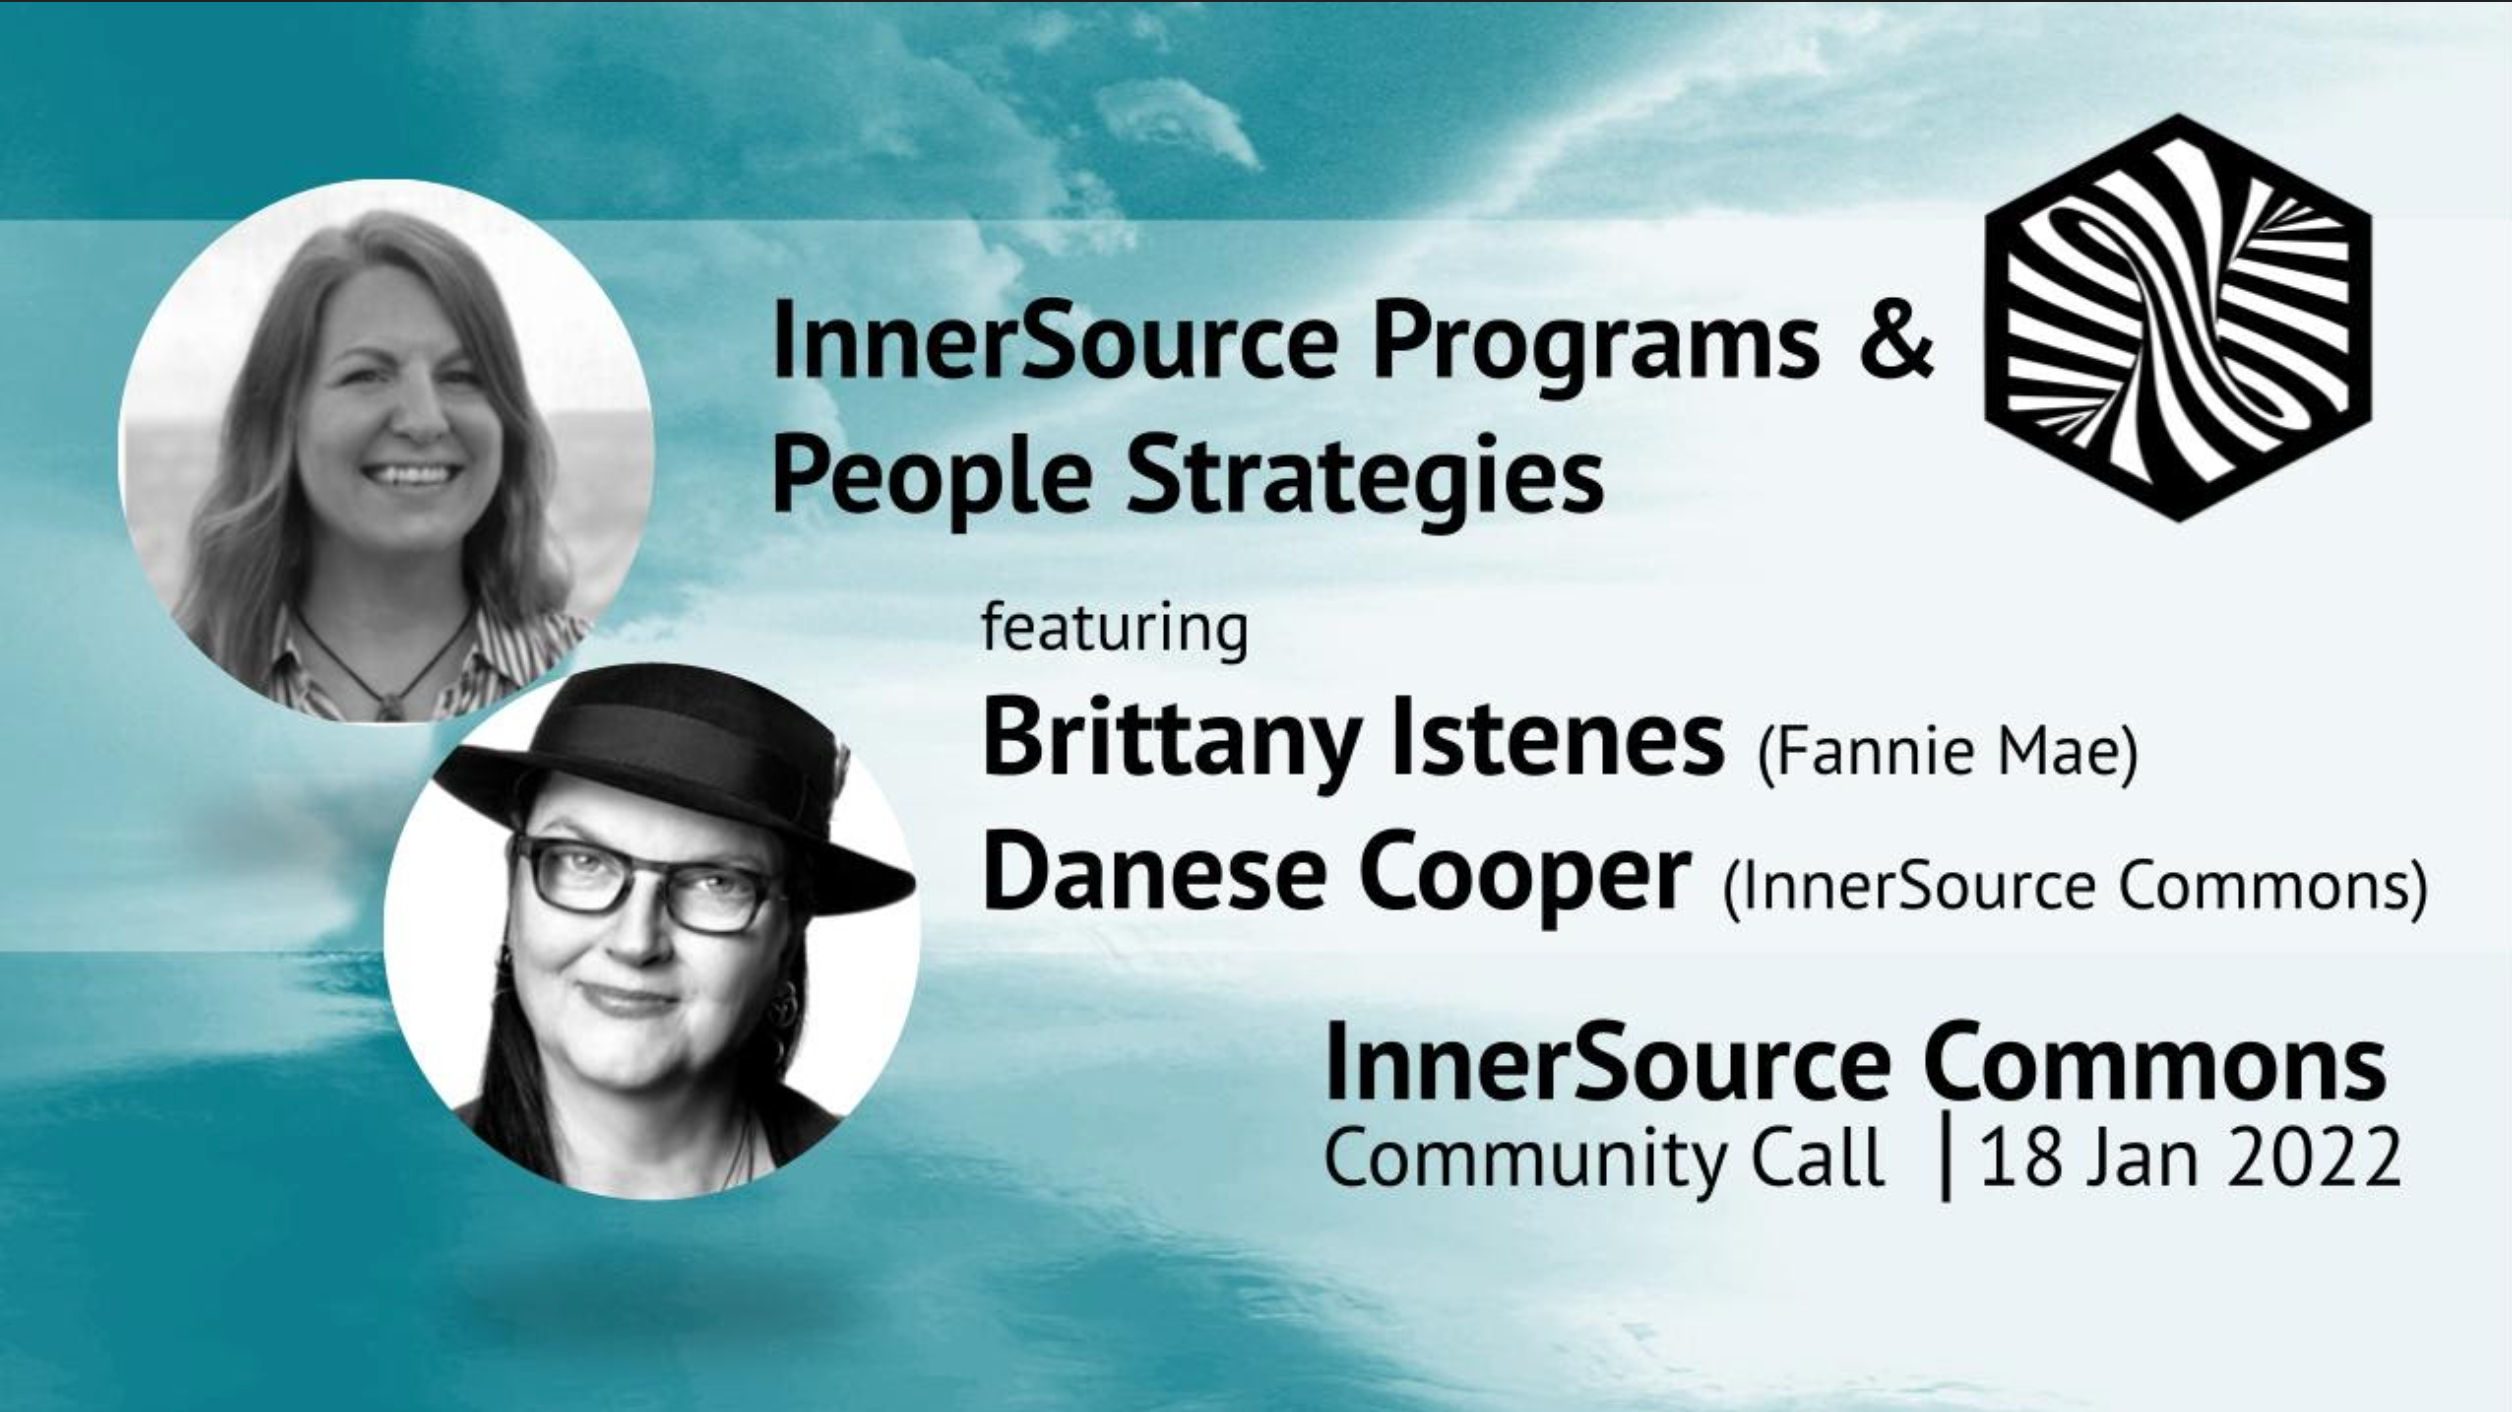 InnerSource Programs &
People Strategies
featuring
Brittany Istenes (Fannie Mae)
Danese Cooper (InnerSource Commons)
InnerSource Commons
Community Call | 18 Jan 2022